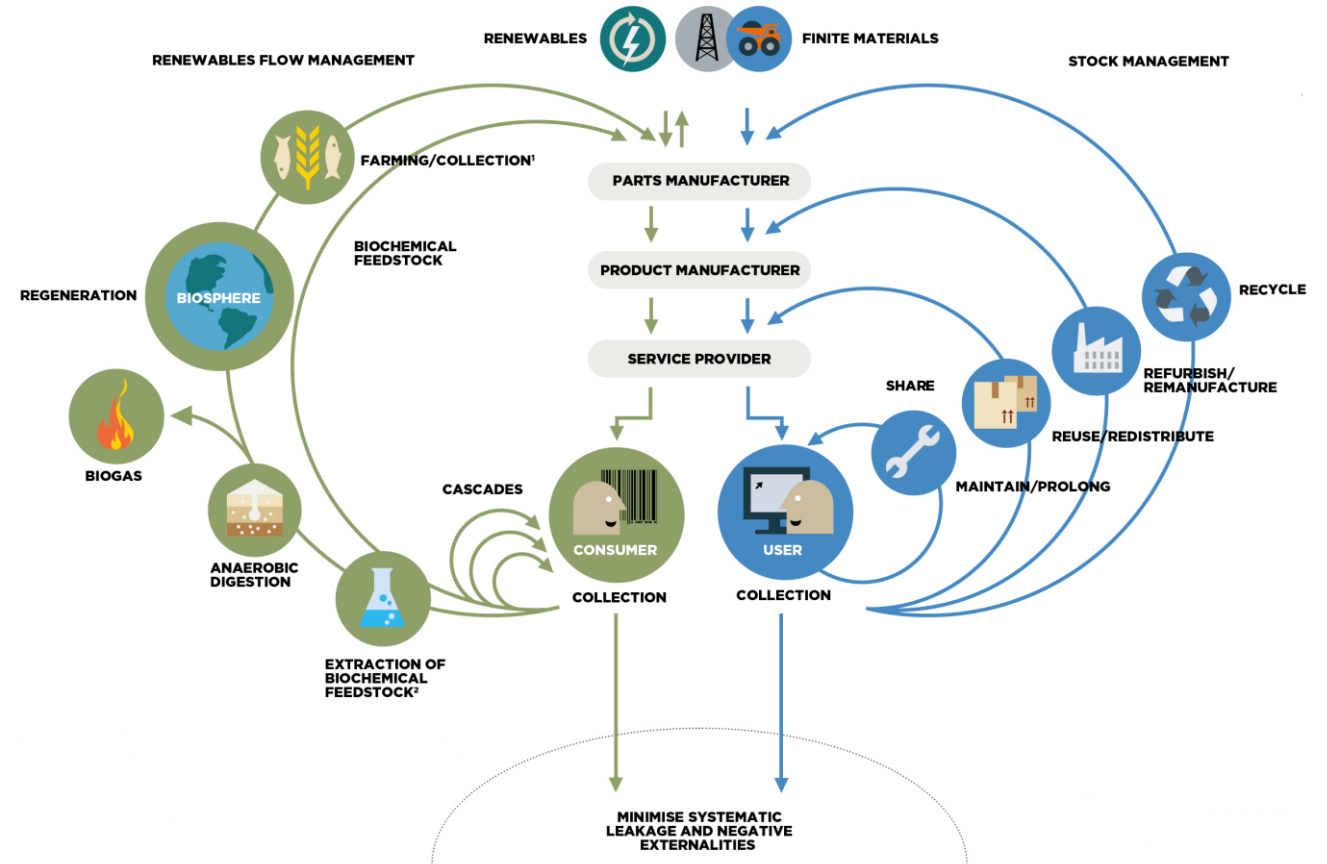 RENEWABLES
FINITE MATERIALS
RENEWABLES FLOW MANAGEMENT
STOCK MANAGEMENT
FARMING/COLLECTION¹
PARTS MANUFACTURER
BIOCHEMICAL
FEEDSTOCK
PRODUCT MANUFACTURER
REGENERATION
BIOSPHERE
RECYCLE
SERVICE PROVIDER
SHARE
REFURBISH/
REMANUFACTURE
REUSE/REDISTRIBUTE
BIOGAS
CASCADES
MAINTAIN/PROLONG
CONSUMER
USER
ANAEROBIC
DIGESTION
COLLECTION
COLLECTION
EXTRACTION OF
BIOCHEMICAL
FEEDSTOCK²
MINIMISE SYSTEMATIC
LEAKAGE AND NEGATIVE
EXTERNALITIES